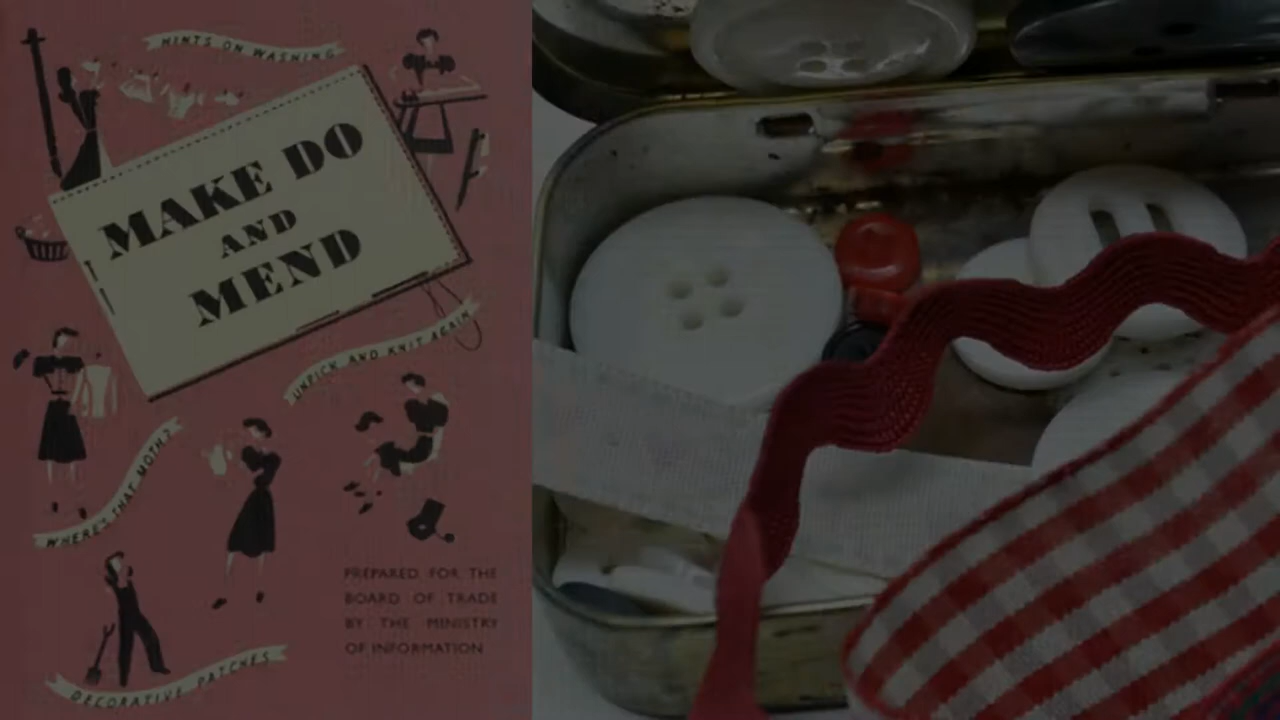 HINTS ON WASHING
MAKE DO
AND
MEND
UNPICK AND KNIT AGAIN
WHERE'S THAT MOTH?
DECORATIVE PATCHES
PREPARED FOR THE
BOARD OF TRADE
BY THE MINISTRY
OF INFORMATION